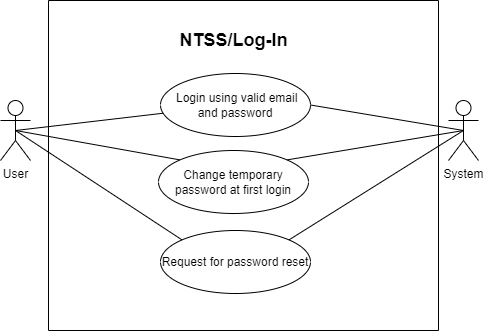 NTSS/Log-In
Login using valid email
and password
Change temporary
password at first login
User
System
Request for password reset